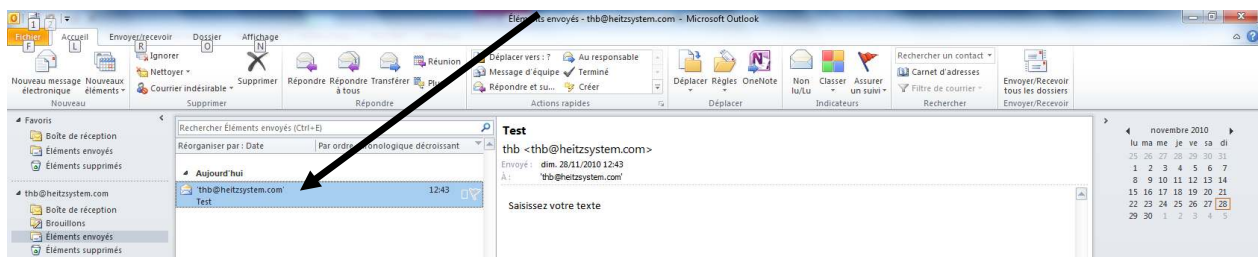 Éléments envoyés - thb@heitzsystem.com - Microsoft Outlook
1 2
Fichier Accueil Envoyer/recevoir Dossier Affichage
F L R O N
Nouveau message électronique
Nouveaux éléments
Nouveau
Ignorer
Nettoyer
Courrier indésirable
Supprimer
Supprimer
Répondre
Répondre à tous
Transférer
Réunion
Répondre
Déplacer vers : ?
Message d'équipe
Répondre et su...
Au responsable
Terminé
Créer
Actions rapides
Déplacer
Règles
OneNote
Déplacer
Non lu/Lu
Classer
Assurer un suivi
Indicateurs
Rechercher un contact
Carnet d'adresses
Filtre de courrier
Rechercher
Envoyer/Recevoir tous les dossiers
Envoyer/Recevoir
Favoris
Boîte de réception
Éléments envoyés
Éléments supprimés
thb@heitzsystem.com
Boîte de réception
Brouillons
Éléments envoyés
Éléments supprimés
Rechercher Éléments envoyés (Ctrl+E)
Réorganiser par : Date Par ordre chronologique décroissant
Aujourd'hui
'thb@heitzsystem.com' 12:43
Test
Test
thb <thb@heitzsystem.com>
Envoyé : dim. 28/11/2010 12:43
À : 'thb@heitzsystem.com'
Saisissez votre texte
novembre 2010
lu ma me je ve sa di
25 26 27 28 29 30 31
1 2 3 4 5 6 7
8 9 10 11 12 13 14
15 16 17 18 19 20 21
22 23 24 25 26 27 28
29 30 1 2 3 4 5